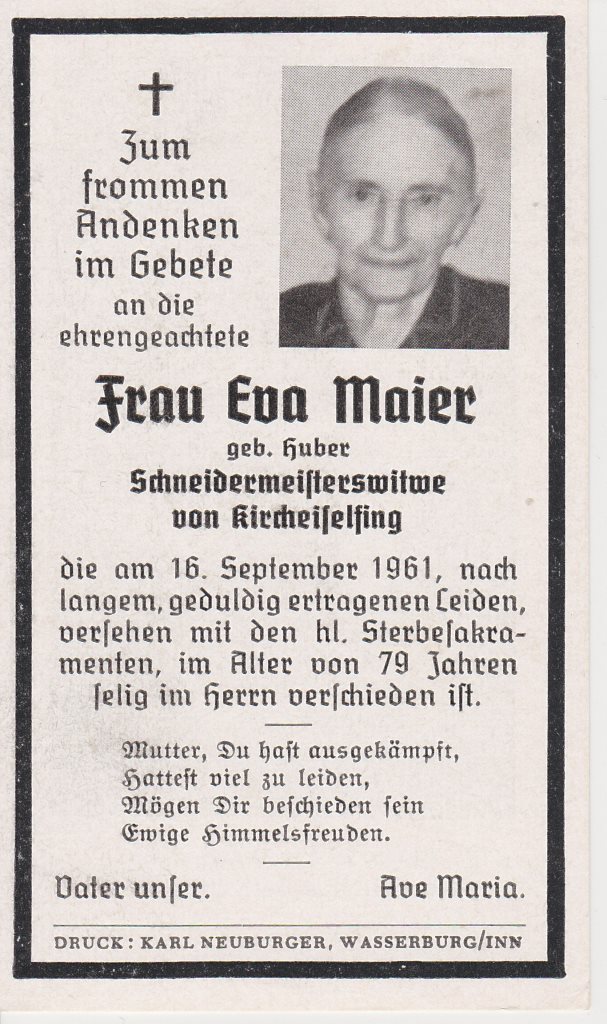 Zum
frommen
Andenken
im Gebete
an die
ehrengeachtete
Frau Eva Maier
geb. Huber
Schneidermeisterswitwe
von Kircheiselfing
die am 16. September 1961, nach
langem, geduldig ertragenen Leiden,
versehen mit den hl. Sterbesakra-
menten, im Alter von 79 Jahren
selig im Herrn verschieden ist.
Mutter, Du hast ausgekämpft,
Hattest viel zu leiden,
Mögen Dir beschieden sein
Ewige Himmelsfreuden.
Vater unser. Ave Maria.
DRUCK: KARL NEUBURGER, WASSERBURG/INN